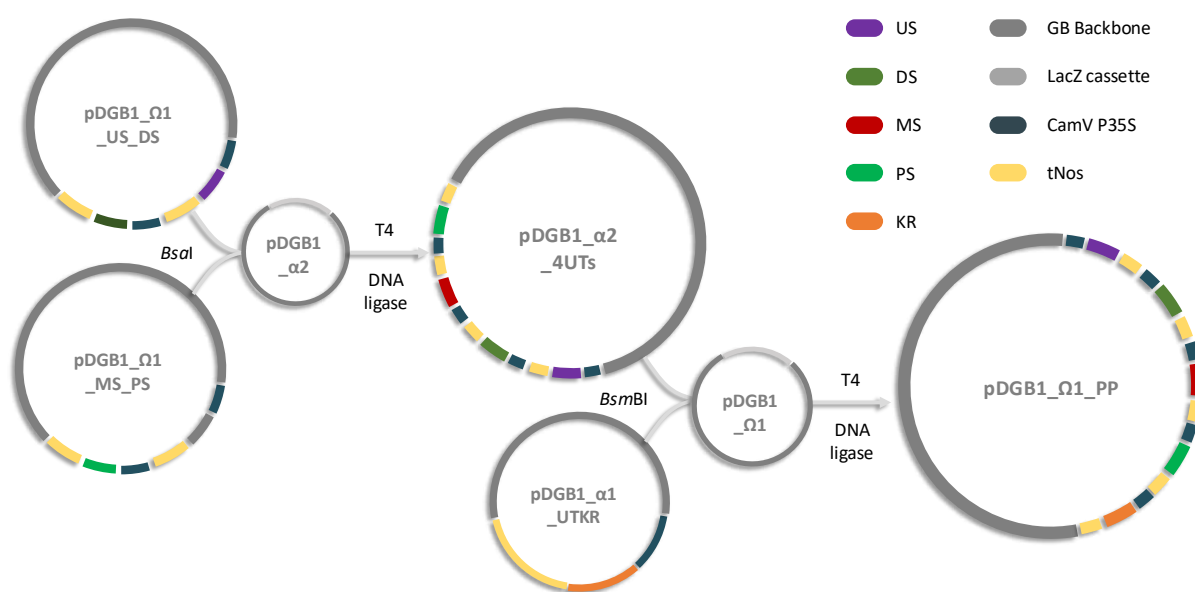 pDGB1_Ω1
_US_DS
BsaI
pDGB1_Ω1
_MS_PS
pDGB1
_α2
T4
DNA
ligase
pDGB1_α2
_4UTs
BsmBI
pDGB1_α1
_UTKR
pDGB1
_Ω1
T4
DNA
ligase
pDGB1_Ω1_PP
US
DS
MS
PS
KR
GB Backbone
LacZ cassette
CamV P35S
tNos